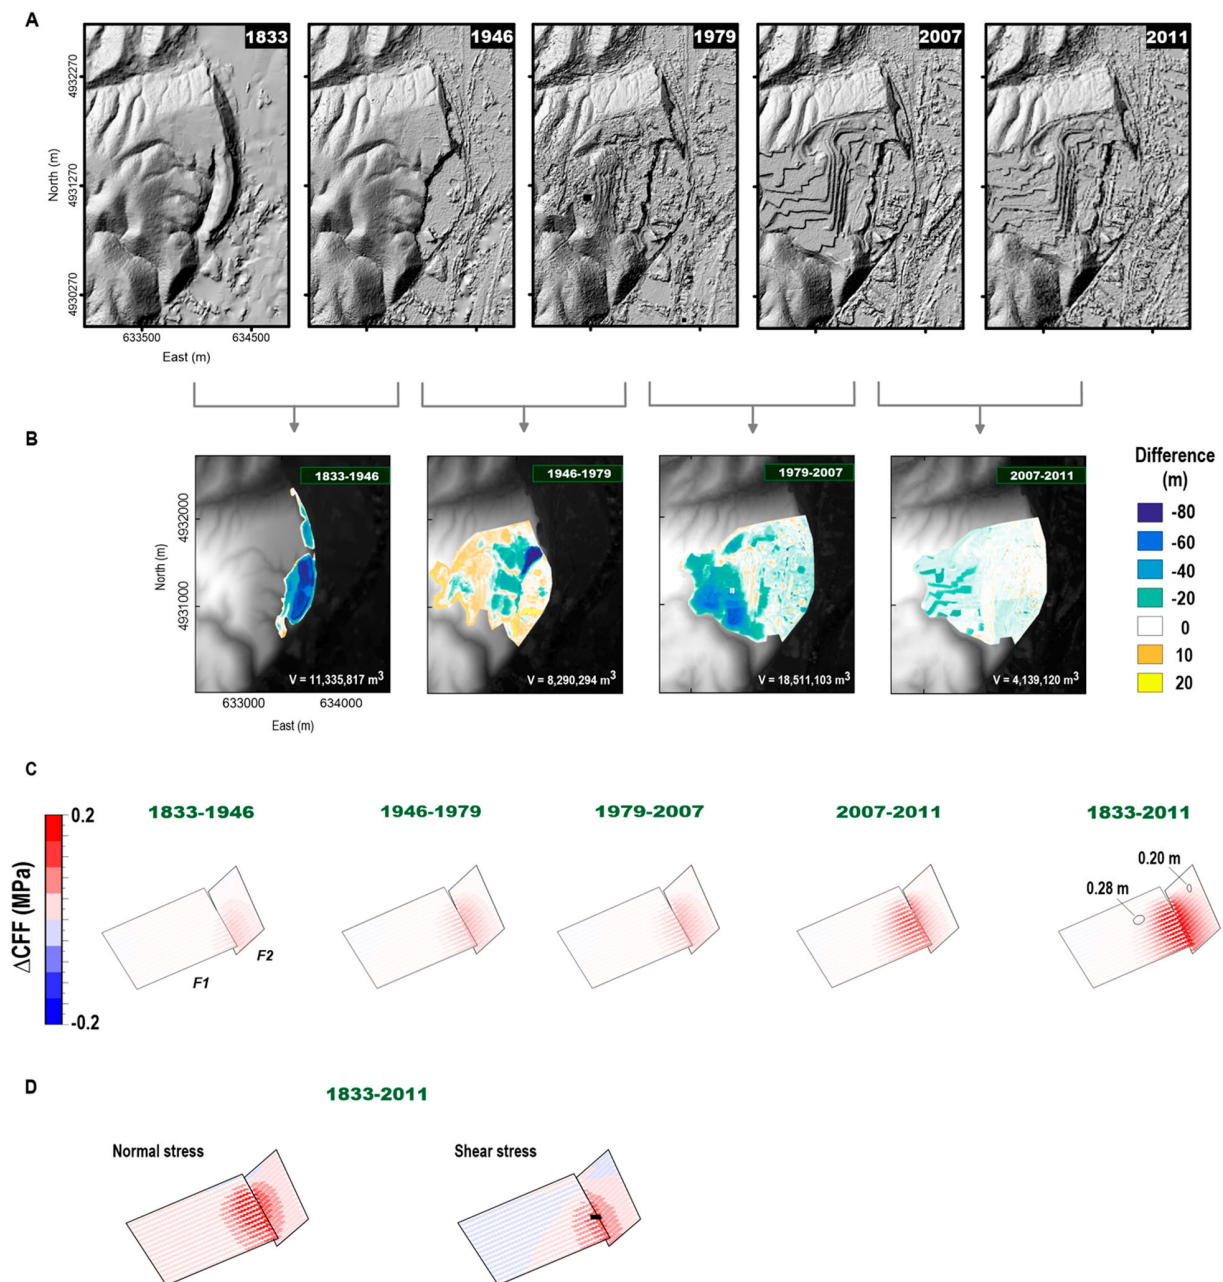 A
1833
1946
1979
2007
2011
4932270
4931270
4930270
North (m)
633500
634500
East (m)
B
1833-1946
1946-1979
1979-2007
2007-2011
4932000
4931000
North (m)
V = 11,335,817 m3
V = 8,290,294 m3
V = 18,511,103 m3
V = 4,139,120 m3
633000
634000
East (m)
Difference
(m)
-80
-60
-40
-20
0
10
20
C
1833-1946
1946-1979
1979-2007
2007-2011
1833-2011
0.2
ΔCFF (MPa)
-0.2
F1
F2
0.28 m
0.20 m
D
1833-2011
Normal stress
Shear stress